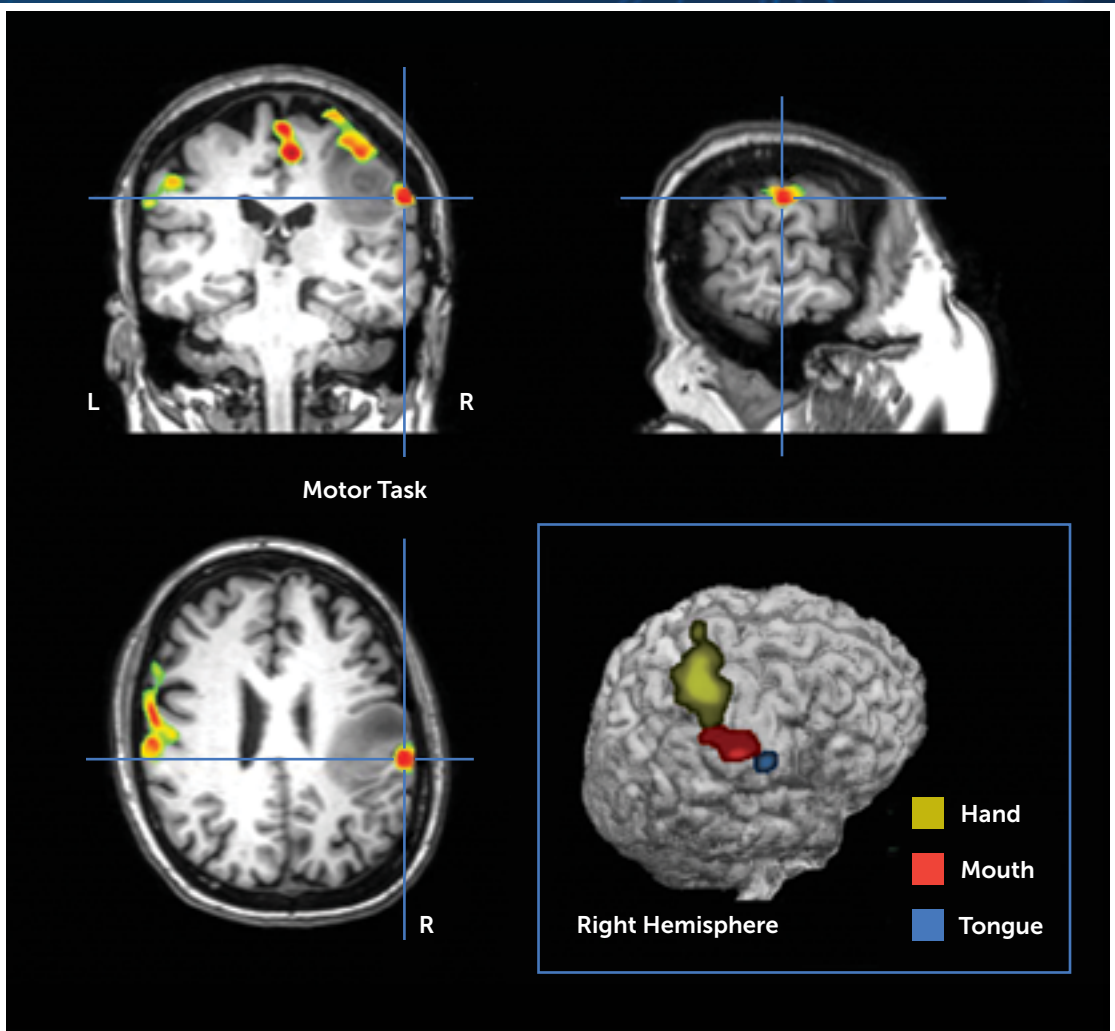 L
R
Motor Task
R
Right Hemisphere
Hand
Mouth
Tongue